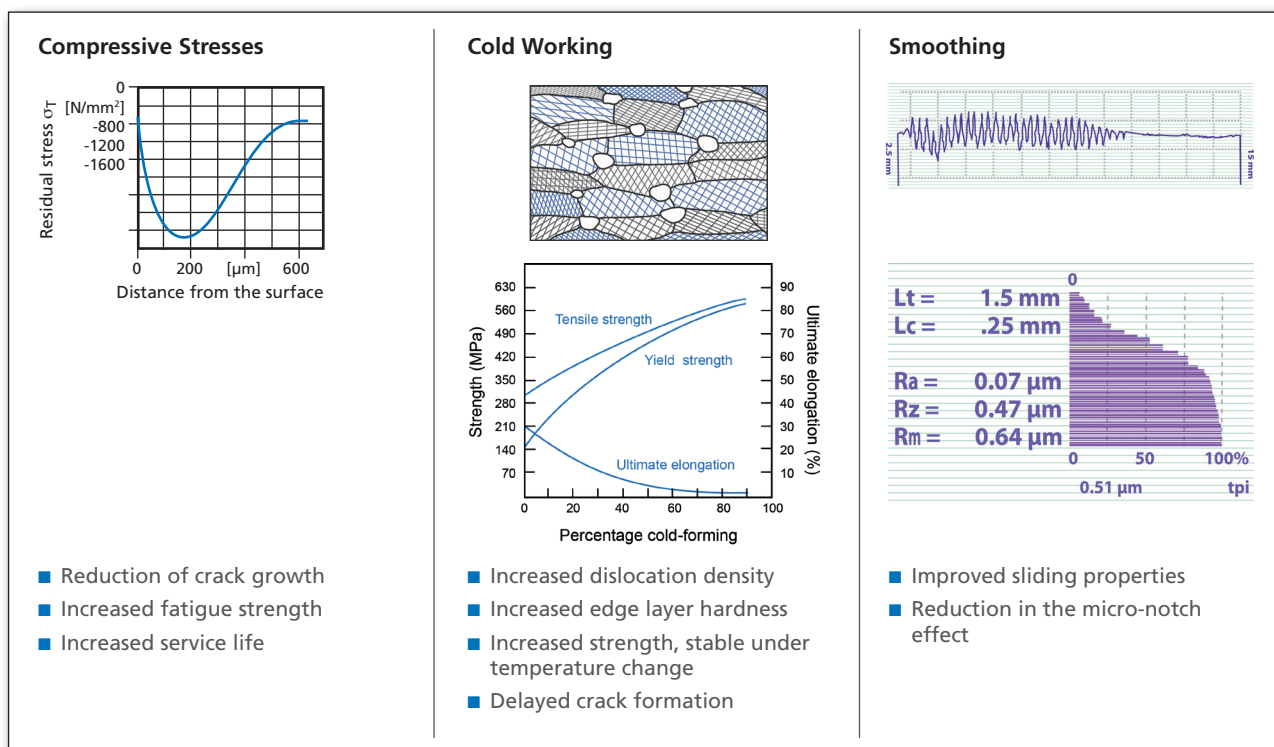 Compressive Stresses
Residual stress σT
[N/mm²]
0
-800
-1200
-1600
0
200
[µm]
600
Distance from the surface
Reduction of crack growth
Increased fatigue strength
Increased service life
Cold Working
Strength (MPa)
630
560
490
420
350
280
210
140
70
Tensile strength
Yield strength
Ultimate elongation
90
80
70
60
50
40
30
20
10
Ultimate elongation (%)
0
20
40
60
80
100
Percentage cold-forming
Increased dislocation density
Increased edge layer hardness
Increased strength, stable under
temperature change
Delayed crack formation
Smoothing
2.5 mm
15 mm
0
Lt = 1.5 mm
Lc = .25 mm
Ra = 0.07 µm
Rz = 0.47 µm
Rm = 0.64 µm
0 50 100%
0.51 µm tpi
Improved sliding properties
Reduction in the micro-notch
effect